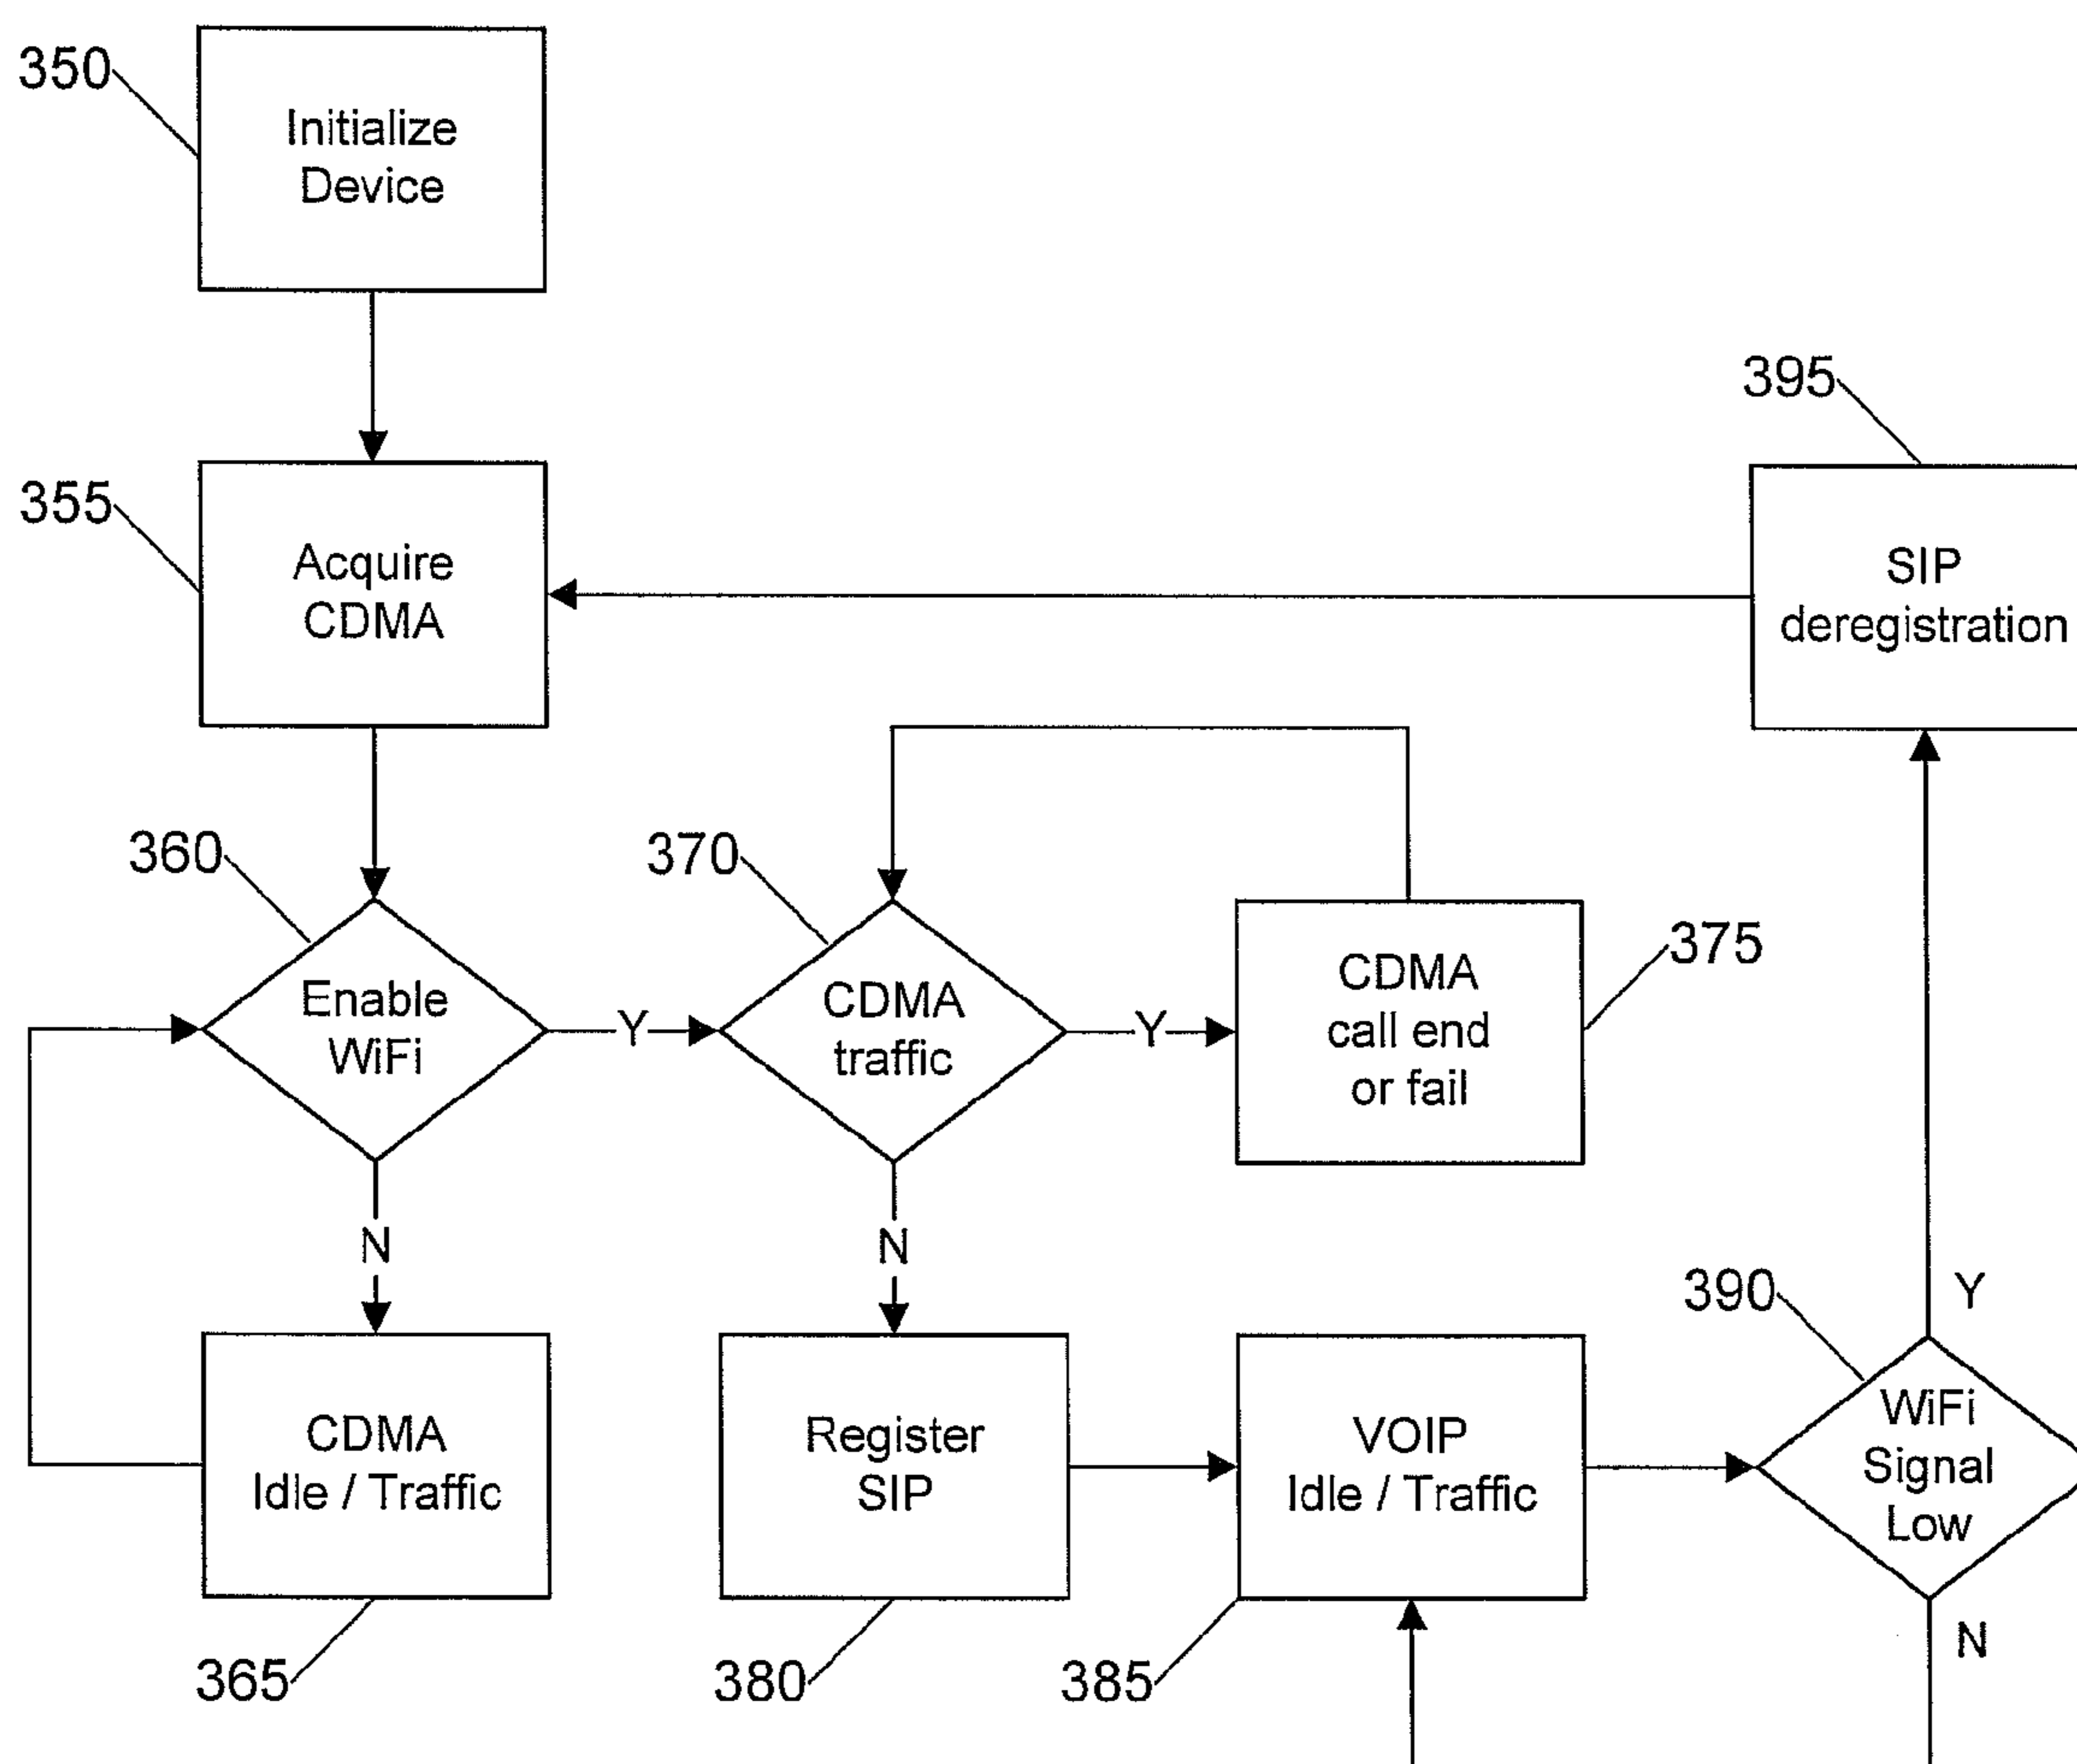 350
Initialize
Device
395
355
Acquire
CDMA
SIP
deregistration
360
370
375
Enable
WiFi
Y
CDMA
traffic
Y
CDMA
call end
or fail
N
N
390
Y
CDMA
Idle / Traffic
Register
SIP
VOIP
Idle / Traffic
WiFi
Signal
Low
365
380
385
N